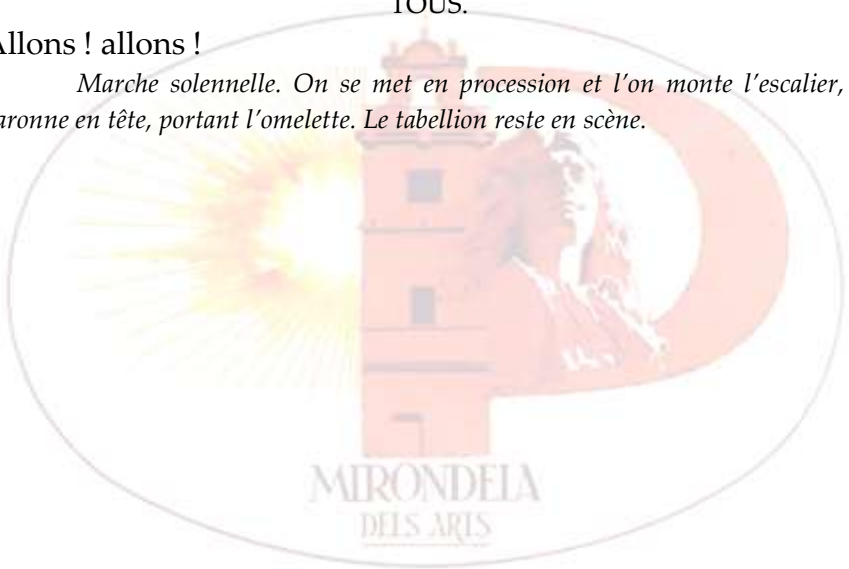 TOUS.
Allons ! allons !
Marche solennelle. On se met en procession et l’on monte l’escalier,
aronne en tête, portant l’omelette. Le tabellion reste en scène.
MIRONDELA
DELS ARTS